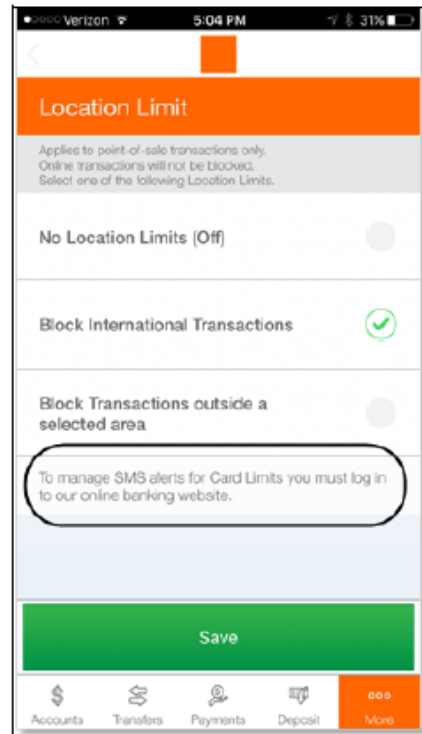 Verizon 5:04 PM 31%
Location Limit
Applies to point-of-sale transactions only.
Online transactions will not be blocked.
Select one of the following Location Limits.
No Location Limits (Off)
Block International Transactions
Block Transactions outside a
selected area
To manage SMS alerts for Card Limits you must log in
to our online banking website.
Save
Accounts Transfers Payments Deposit More